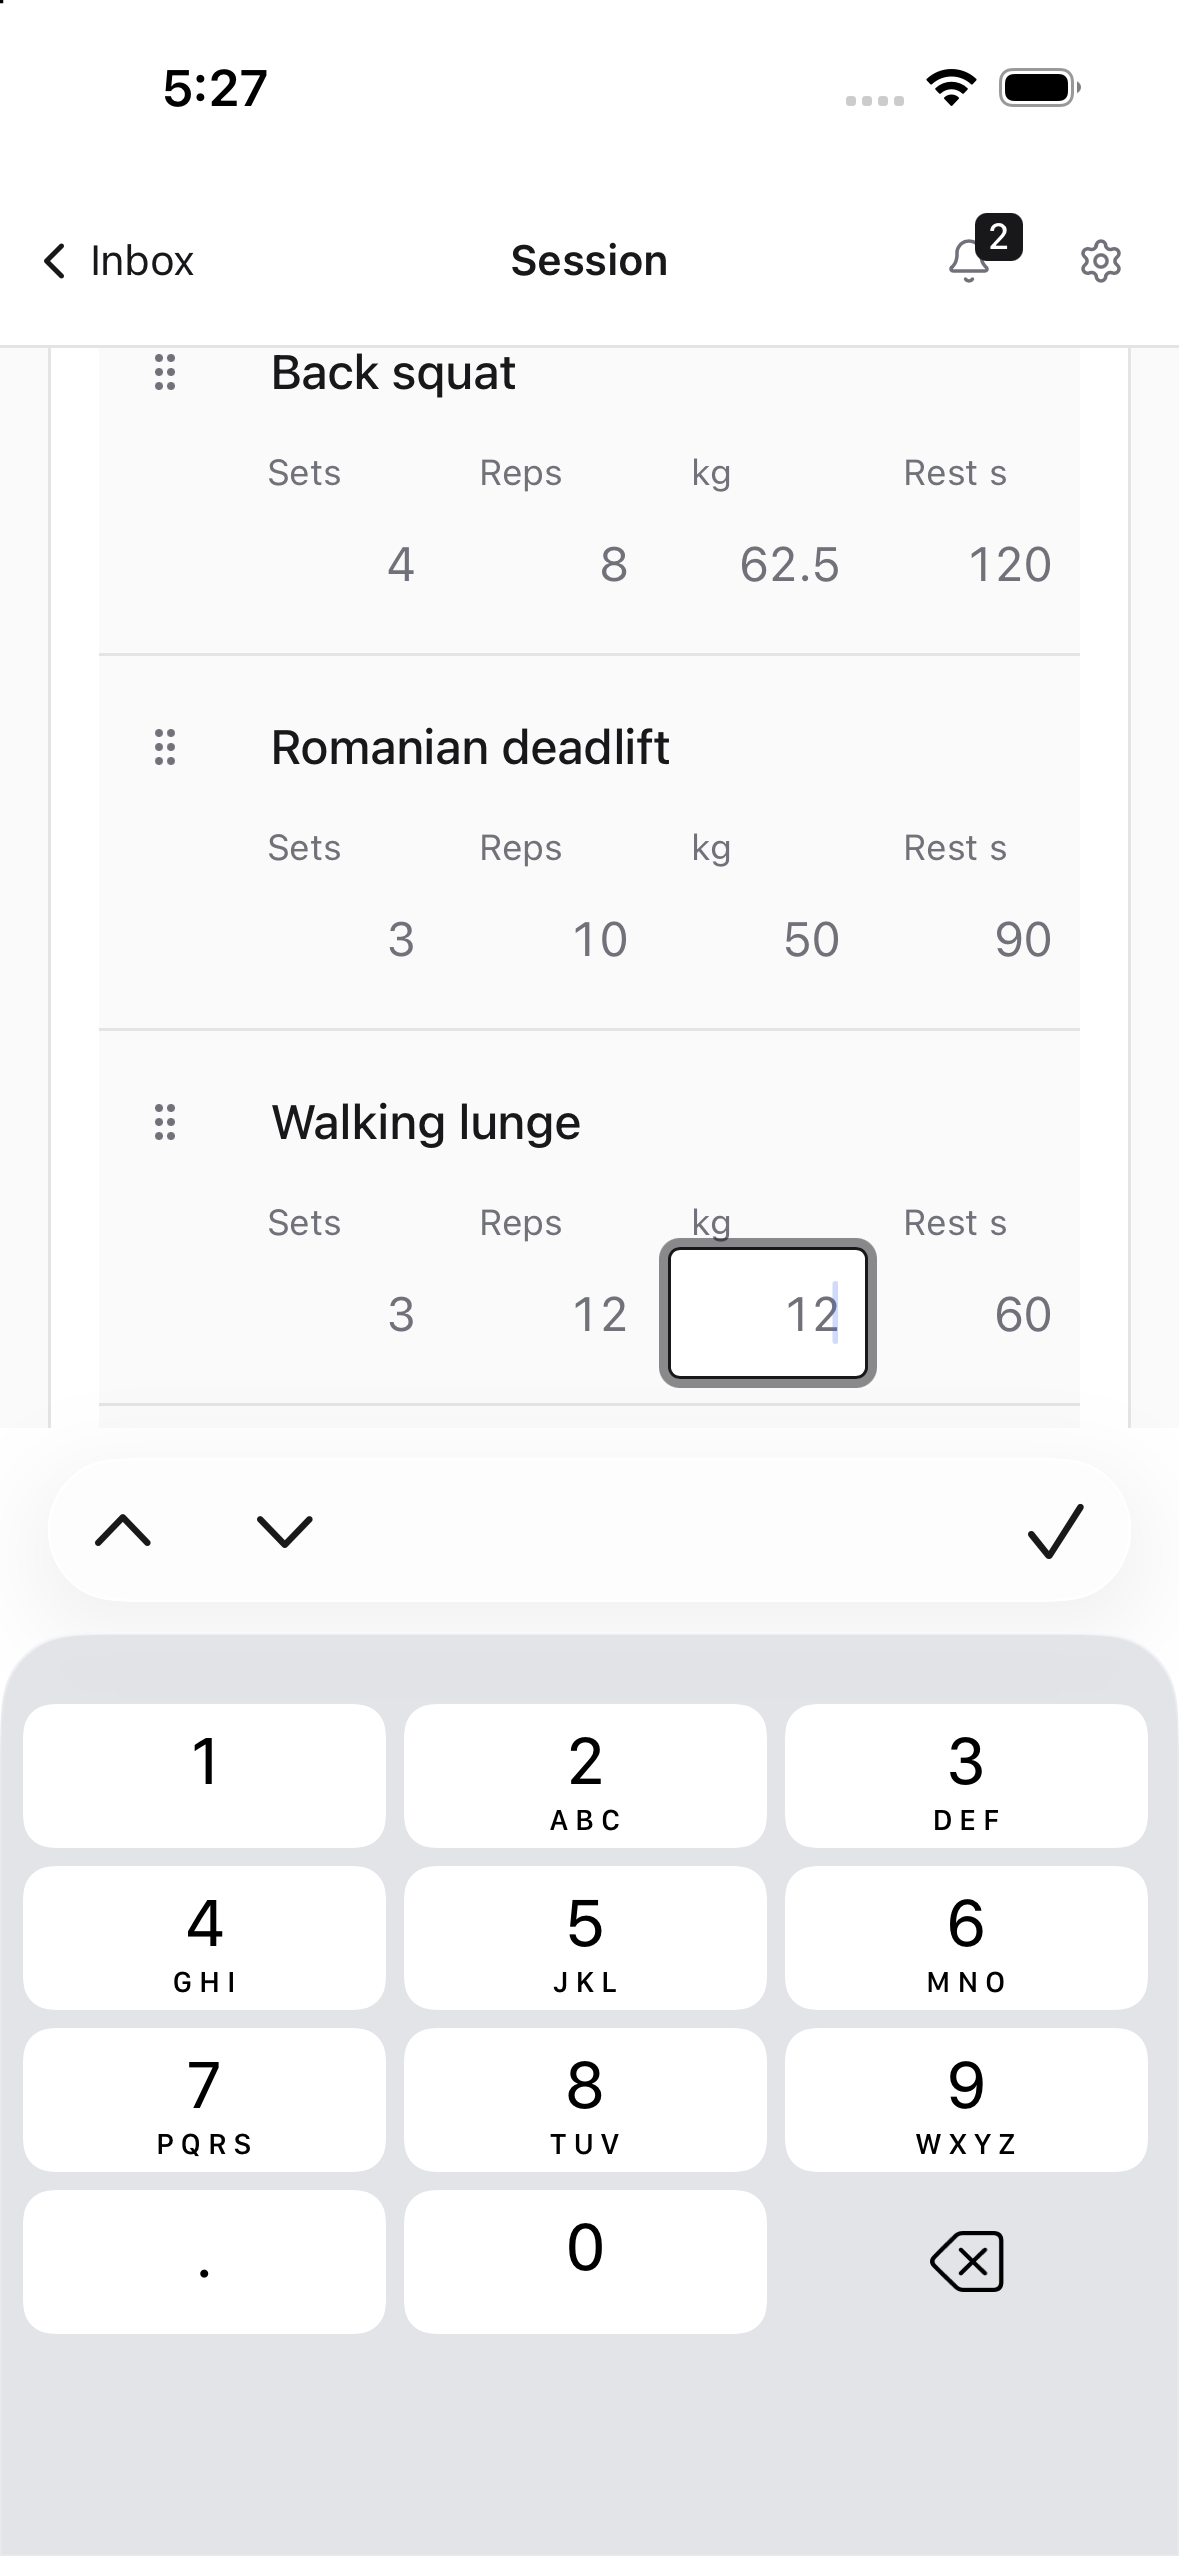 5:27
Inbox Session 2
Back squat
Sets Reps kg Rest s
4 8 62.5 120
Romanian deadlift
Sets Reps kg Rest s
3 10 50 90
Walking lunge
Sets Reps kg Rest s
3 12 12 60
1 2 3
ABC DEF
4 5 6
GHI JKL MNO
7 8 9
PQRS TUV WXYZ
. 0